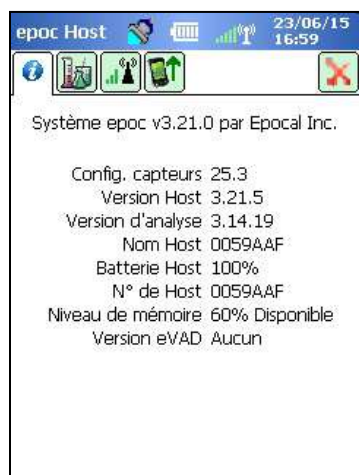 epoc Host
23/06/15
16:59
Système epoc v3.21.0 par Epocal Inc.
Config. capteurs 25.3
Version Host 3.21.5
Version d'analyse 3.14.19
Nom Host 0059AAF
Batterie Host 100%
N° de Host 0059AAF
Niveau de mémoire 60% Disponible
Version eVAD Aucun